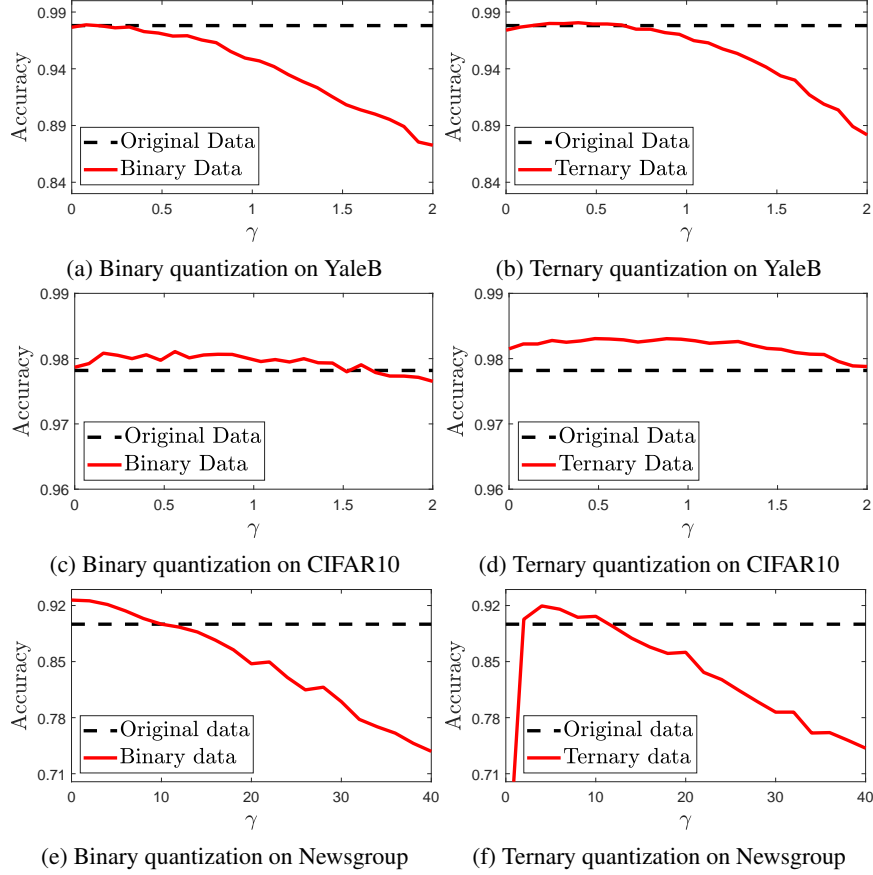 0.99
0.94
0.89
0.84
Accuracy
Original Data
Binary Data
0
0.5
1
1.5
2
γ
(a) Binary quantization on YaleB
0.99
0.94
0.89
0.84
Accuracy
Original Data
Ternary Data
0
0.5
1
1.5
2
γ
(b) Ternary quantization on YaleB
0.99
0.98
0.97
0.96
Accuracy
Original Data
Binary Data
0
0.5
1
1.5
2
γ
(c) Binary quantization on CIFAR10
0.99
0.98
0.97
0.96
Accuracy
Original Data
Ternary Data
0
0.5
1
1.5
2
γ
(d) Ternary quantization on CIFAR10
0.92
0.85
0.78
0.71
Accuracy
Original data
Binary data
0
10
20
30
40
γ
(e) Binary quantization on Newsgroup
0.92
0.85
0.78
0.71
Accuracy
Original data
Ternary data
0
10
20
30
40
γ
(f) Ternary quantization on Newsgroup